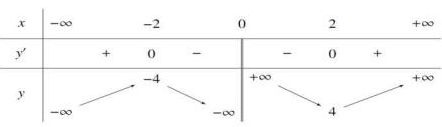 x −∞ −2 0 2 +∞
y′ + 0 − − 0 + 
−4 +∞ +∞
y
−∞ −∞ 4